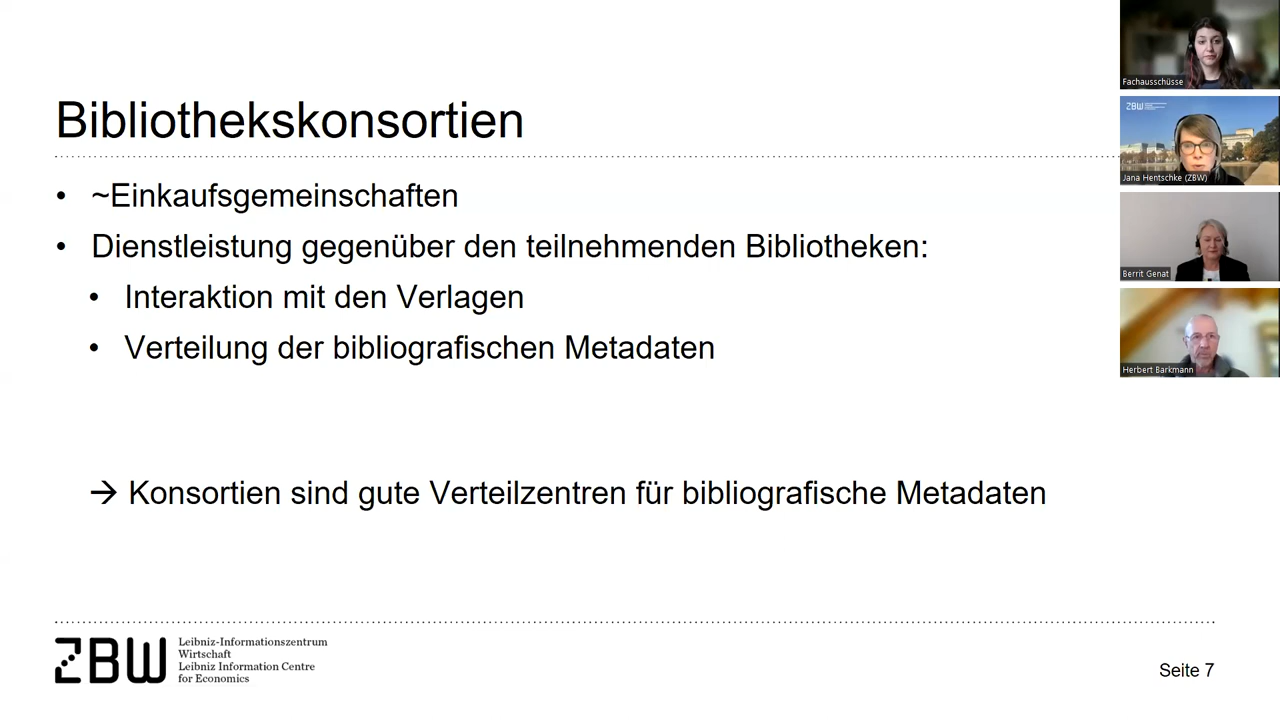 Bibliothekskonsortien
• ~Einkaufsgemeinschaften
• Dienstleistung gegenüber den teilnehmenden Bibliotheken:
• Interaktion mit den Verlagen
• Verteilung der bibliografischen Metadaten
→ Konsortien sind gute Verteilzentren für bibliografische Metadaten
ZBW
Leibniz-Informationszentrum
Wirtschaft
Leibniz Information Centre
for Economics
Seite 7
Fachausschüsse
ZBW
Jana Hentschke (ZBW)
Berrit Genat
Herbert Barkmann